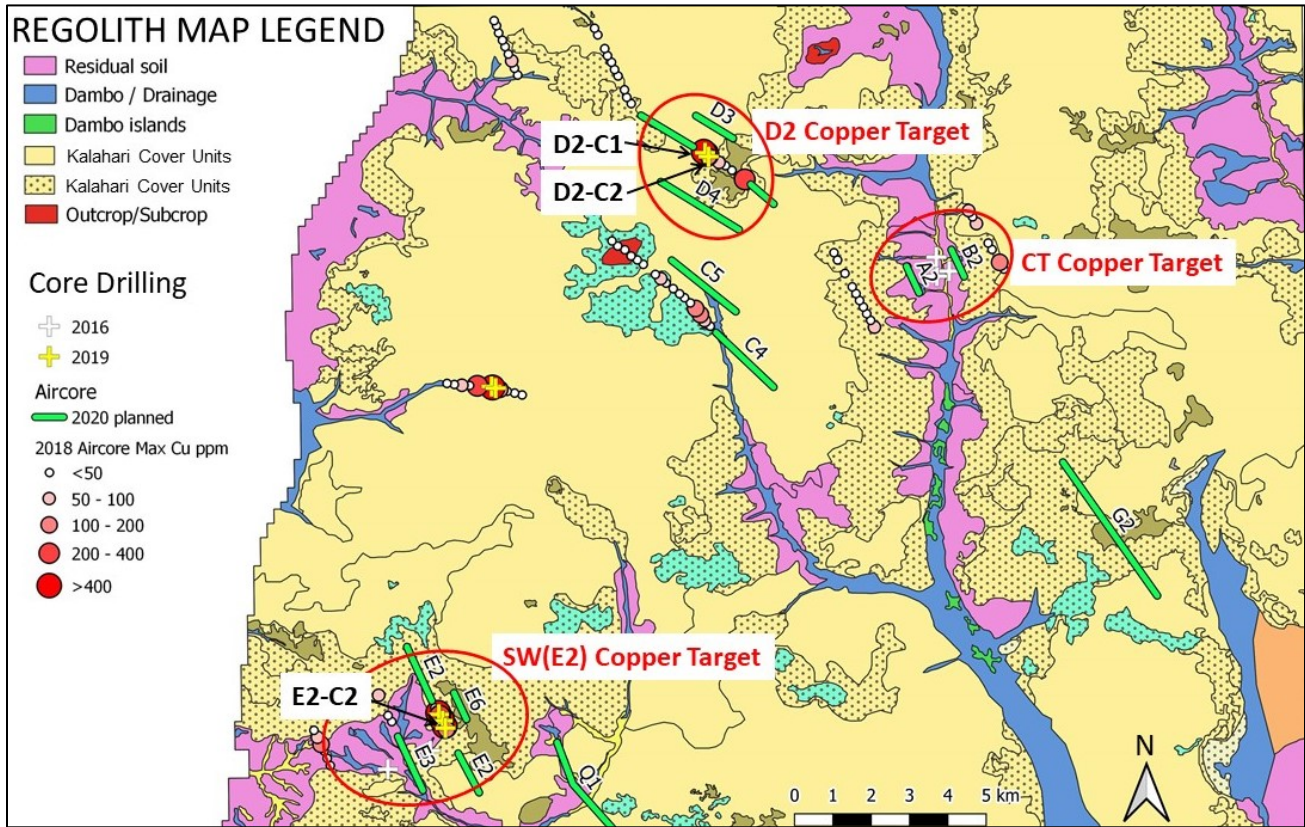 REGOLITH MAP LEGEND
Residual soil
Dambo / Drainage
Dambo islands
Kalahari Cover Units
Kalahari Cover Units
Outcrop/Subcrop
Core Drilling
2016
2019
Aircore
2020 planned
2018 Aircore Max Cu ppm
<50
50 - 100
100 - 200
200 - 400
>400
D3
D2 Copper Target
D2-C1
D2-C2
D4
C5
C4
A2
B2
CT Copper Target
G2
SW(E2) Copper Target
E2
E6
E2-C2
E3
E2
Q1
N
0 1 2 3 4 5 km